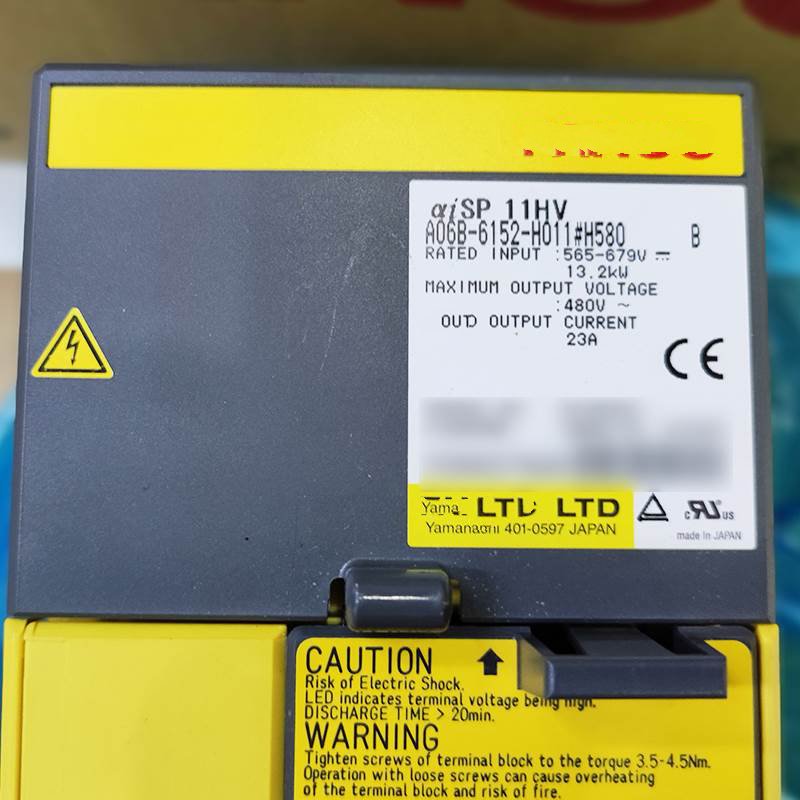 αiSP 11HV
A06B-6152-H011#H580 B
RATED INPUT :565-679V ⎓
13.2kW
MAXIMUM OUTPUT VOLTAGE
:480V ~
OUTPUT CURRENT
23A
CE
LTD
401-0597 JAPAN
c RU us
made in JAPAN
CAUTION
Risk of Electric Shock.
LED indicates terminal voltage being high.
DISCHARGE TIME > 20min.
WARNING
Tighten screws of terminal block to the torque 3.5-4.5Nm.
Operation with loose screws can cause overheating
of the terminal block and risk of fire.